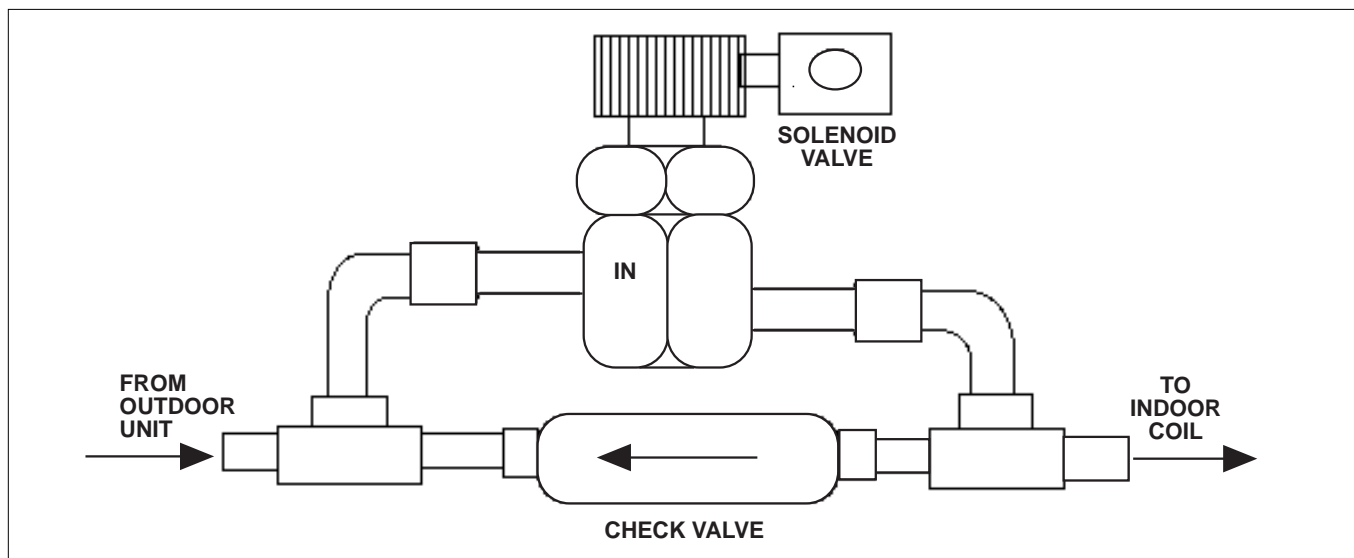 SOLENOID
VALVE
IN
FROM
OUTDOOR
UNIT
TO
INDOOR
COIL
CHECK VALVE